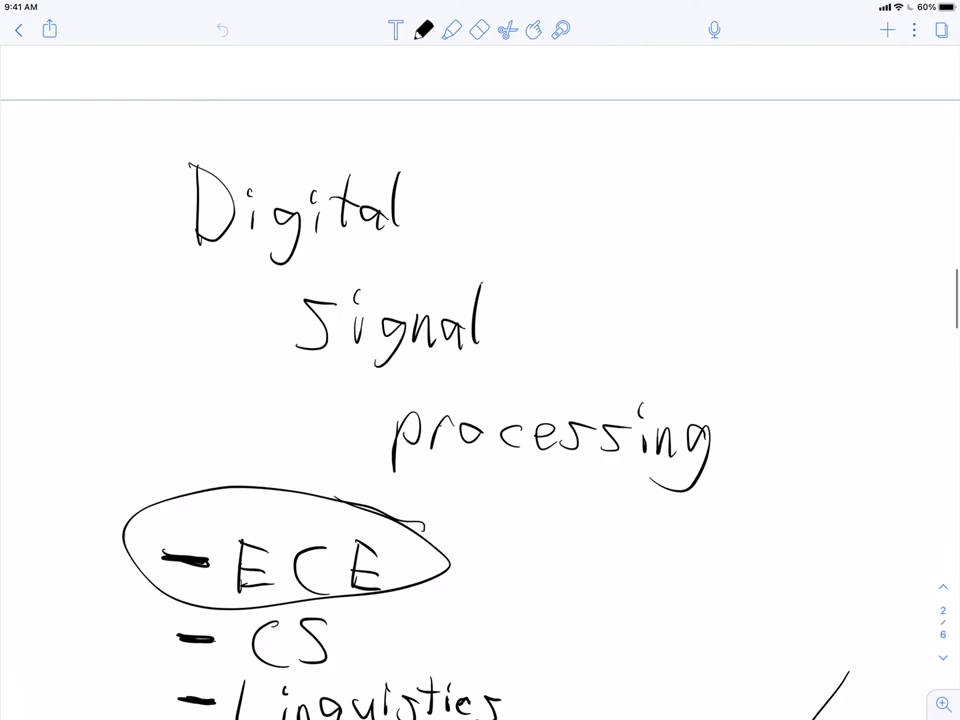 9:41 AM
60%
T
Digital
signal
processing
- ECE
- CS
- Linguistics
2
/
6